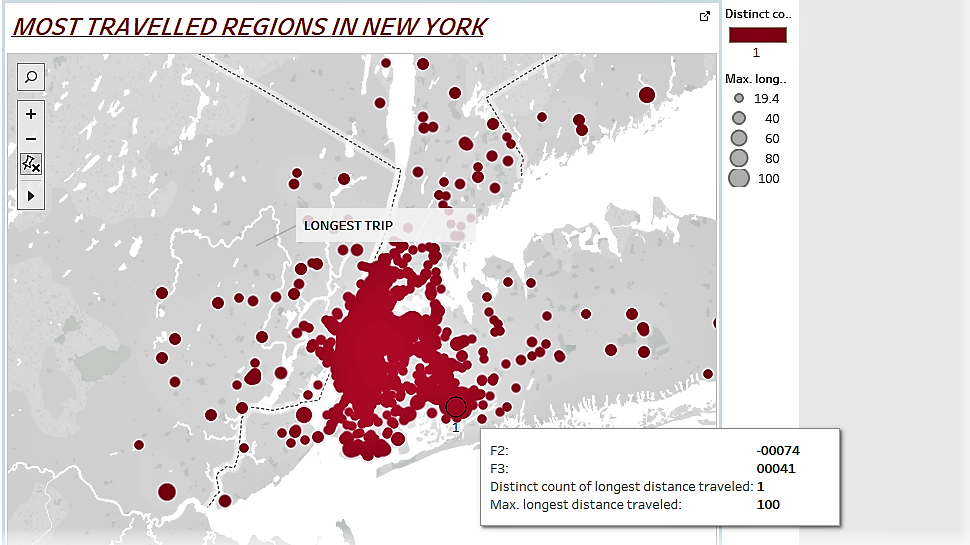 MOST TRAVELLED REGIONS IN NEW YORK
Distinct co..
1
Max. long..
19.4
40
60
80
100
LONGEST TRIP
1
F2: -00074
F3: 00041
Distinct count of longest distance traveled: 1
Max. longest distance traveled: 100